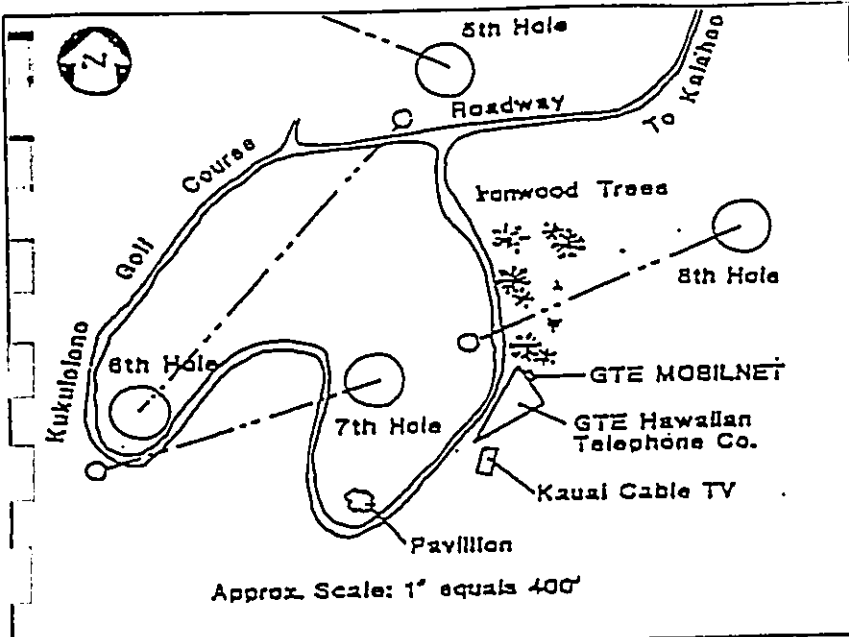 5th Hole
Roadway
To Kalaheo
Kukuiolono Golf Course
Ironwood Trees
8th Hole
6th Hole
7th Hole
GTE MOBILNET
GTE Hawaiian
Telephone Co.
Kauai Cable TV
Pavillion
Approx. Scale: 1" equals 400'